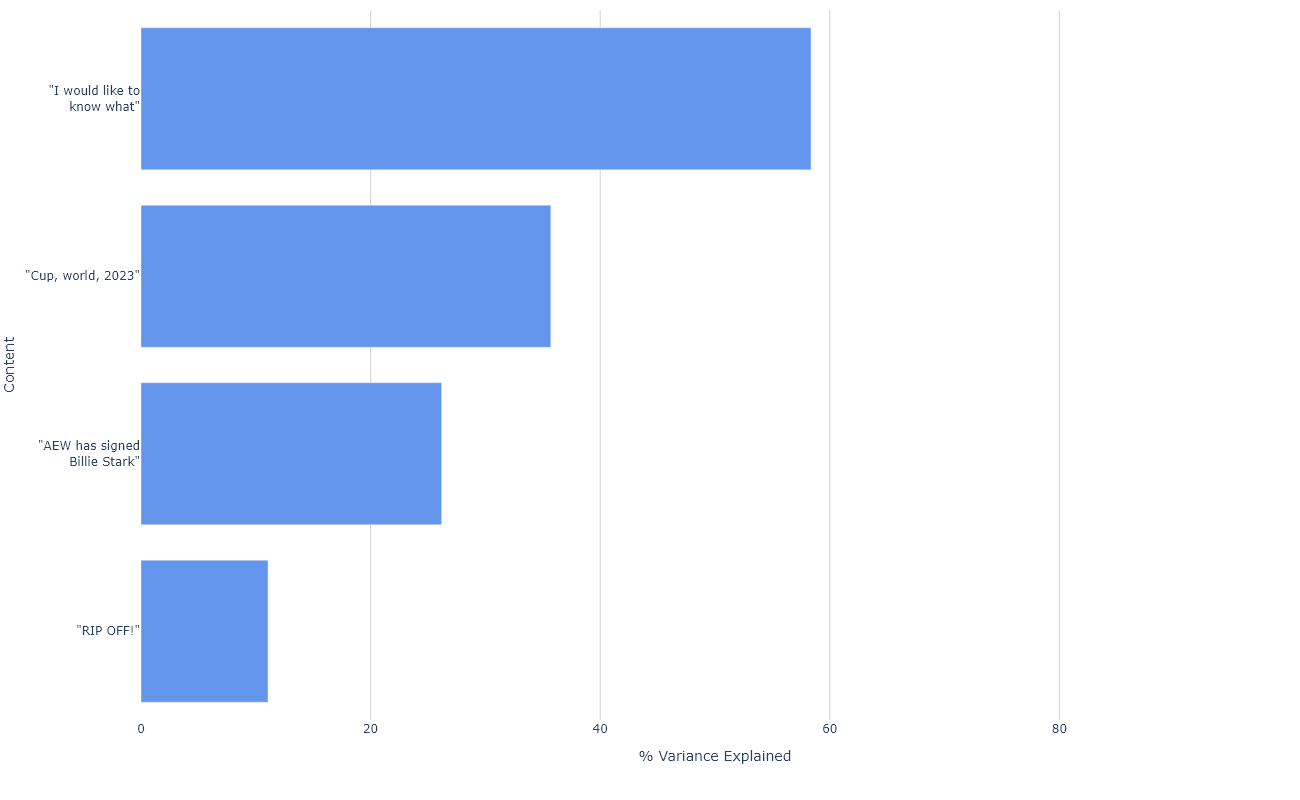 "I would like to
know what"
"Cup, world, 2023"
"AEW has signed
Billie Stark"
"RIP OFF!"
Content
0 20 40 60 80
% Variance Explained